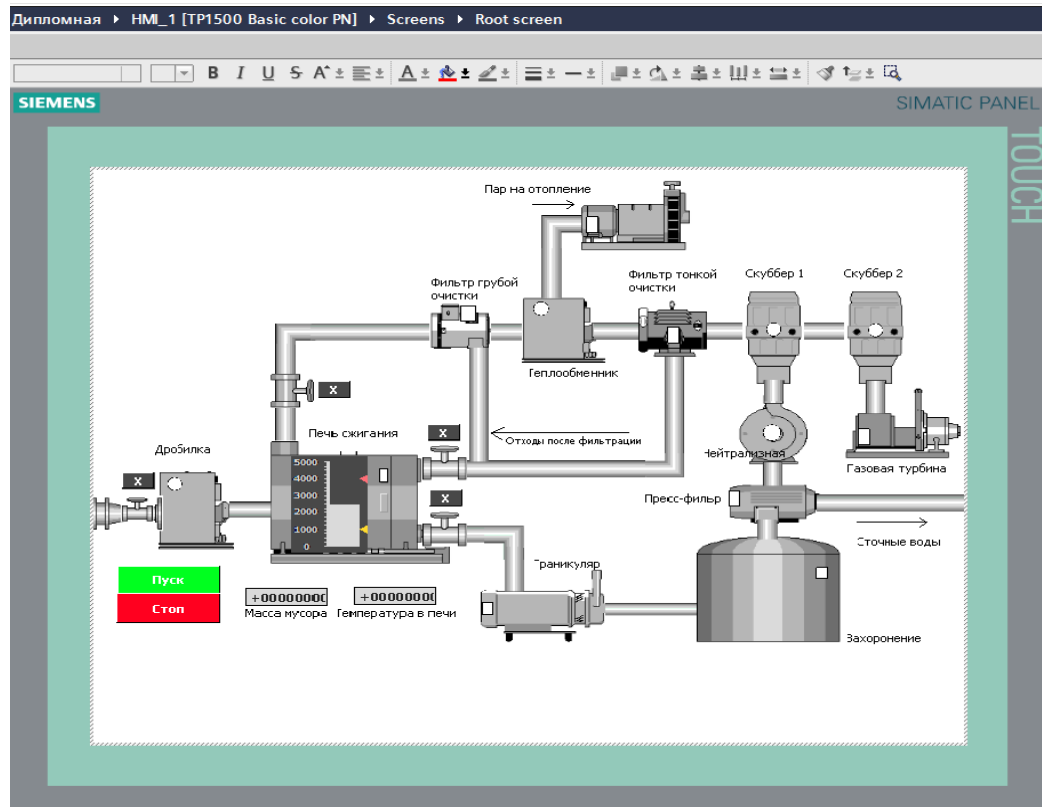 Дипломная ▸ HMI_1 [TP1500 Basic color PN] ▸ Screens ▸ Root screen
B I U S A A
SIEMENS
SIMATIC PANEL
TOUCH
Пар на отопление
Фильтр грубой
очистки
Фильтр тонкой
очистки
Скуббер 1
Скуббер 2
Теплообменник
X
Печь сжигания
X
Отходы после фильтрации
Дробилка
Нейтрализная
Газовая турбина
X
5000
4000
3000
2000
1000
0
X
Пресс-фильр
Сточные воды
Граникуляр
Пуск
Стоп
+00000000
+00000000
Масса мусора
Температура в печи
Захоронение